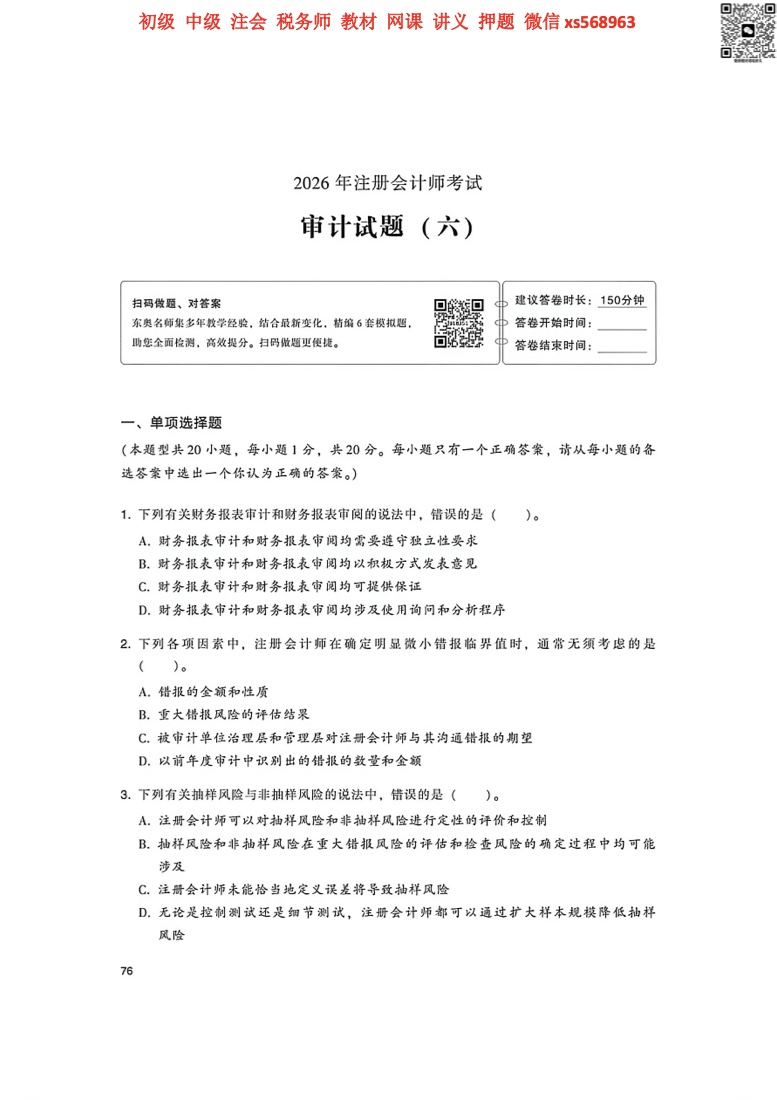 初级 中级 注会 税务师 教材 网课 讲义 押题 微信 xs568963
2026 年注册会计师考试
审计试题（六）
扫码做题、对答案
东奥名师集多年教学经验，结合最新变化，精编 6 套模拟题，
助您全面检测，高效提分。扫码做题更便捷。
建议答卷时长：150分钟
答卷开始时间：
答卷结束时间：
一、单项选择题
（本题型共 20 小题，每小题 1 分，共 20 分。每小题只有一个正确答案，请从每小题的备
选答案中选出一个你认为正确的答案。）
1. 下列有关财务报表审计和财务报表审阅的说法中，错误的是（　　）。
A. 财务报表审计和财务报表审阅均需要遵守独立性要求
B. 财务报表审计和财务报表审阅均以积极方式发表意见
C. 财务报表审计和财务报表审阅均可提供保证
D. 财务报表审计和财务报表审阅均涉及使用询问和分析程序
2. 下列各项因素中，注册会计师在确定明显微小错报临界值时，通常无须考虑的是
（　　）。
A. 错报的金额和性质
B. 重大错报风险的评估结果
C. 被审计单位治理层和管理层对注册会计师与其沟通错报的期望
D. 以前年度审计中识别出的错报的数量和金额
3. 下列有关抽样风险与非抽样风险的说法中，错误的是（　　）。
A. 注册会计师可以对抽样风险和非抽样风险进行定性的评价和控制
B. 抽样风险和非抽样风险在重大错报风险的评估和检查风险的确定过程中均可能
涉及
C. 注册会计师未能恰当地定义误差将导致抽样风险
D. 无论是控制测试还是细节测试，注册会计师都可以通过扩大样本规模降低抽样
风险
76